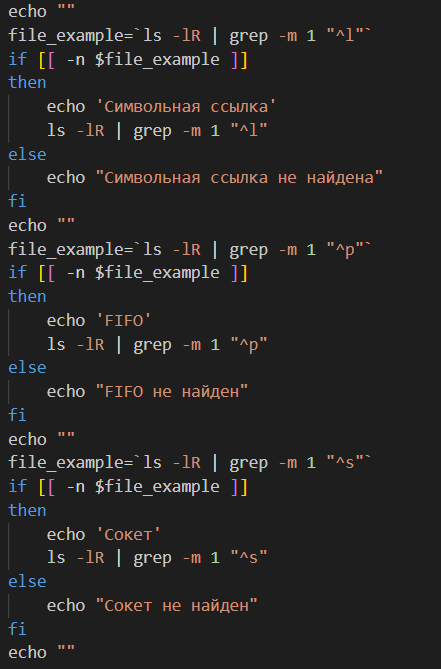 echo ""
file_example=`ls -lR | grep -m 1 "^l"`
if [[ -n $file_example ]]
then
    echo 'Символьная ссылка'
    ls -lR | grep -m 1 "^l"
else
    echo "Символьная ссылка не найдена"
fi
echo ""
file_example=`ls -lR | grep -m 1 "^p"`
if [[ -n $file_example ]]
then
    echo 'FIFO'
    ls -lR | grep -m 1 "^p"
else
    echo "FIFO не найден"
fi
echo ""
file_example=`ls -lR | grep -m 1 "^s"`
if [[ -n $file_example ]]
then
    echo 'Сокет'
    ls -lR | grep -m 1 "^s"
else
    echo "Сокет не найден"
fi
echo ""